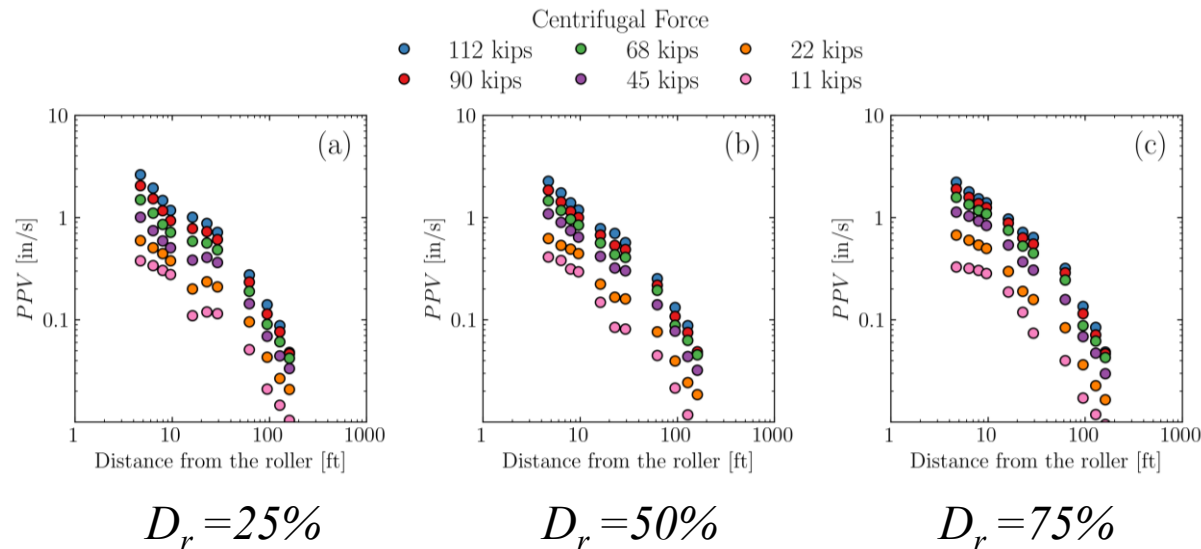 Centrifugal Force
112 kips 68 kips 22 kips
90 kips 45 kips 11 kips
(a)
10
1
0.1
PPV [in/s]
1 10 100 1000
Distance from the roller [ft]
(b)
10
1
0.1
PPV [in/s]
1 10 100 1000
Distance from the roller [ft]
(c)
10
1
0.1
PPV [in/s]
1 10 100 1000
Distance from the roller [ft]
D_r=25% D_r=50% D_r=75%